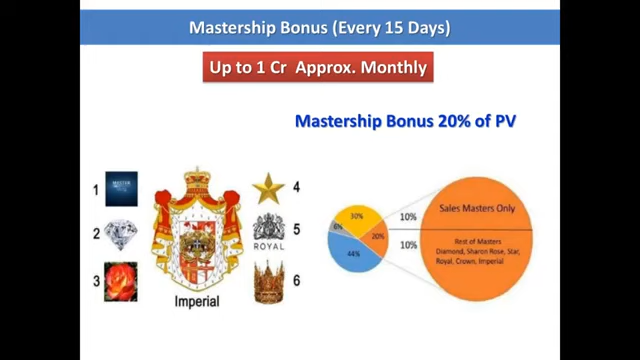 Mastership Bonus (Every 15 Days)
Up to 1 Cr Approx. Monthly
Mastership Bonus 20% of PV
1
MASTER
2
3
Imperial
4
5
ROYAL
6
30%
6%
20%
44%
10%
10%
Sales Masters Only
Rest of Masters
Diamond, Sharon Rose, Star,
Royal, Crown, Imperial